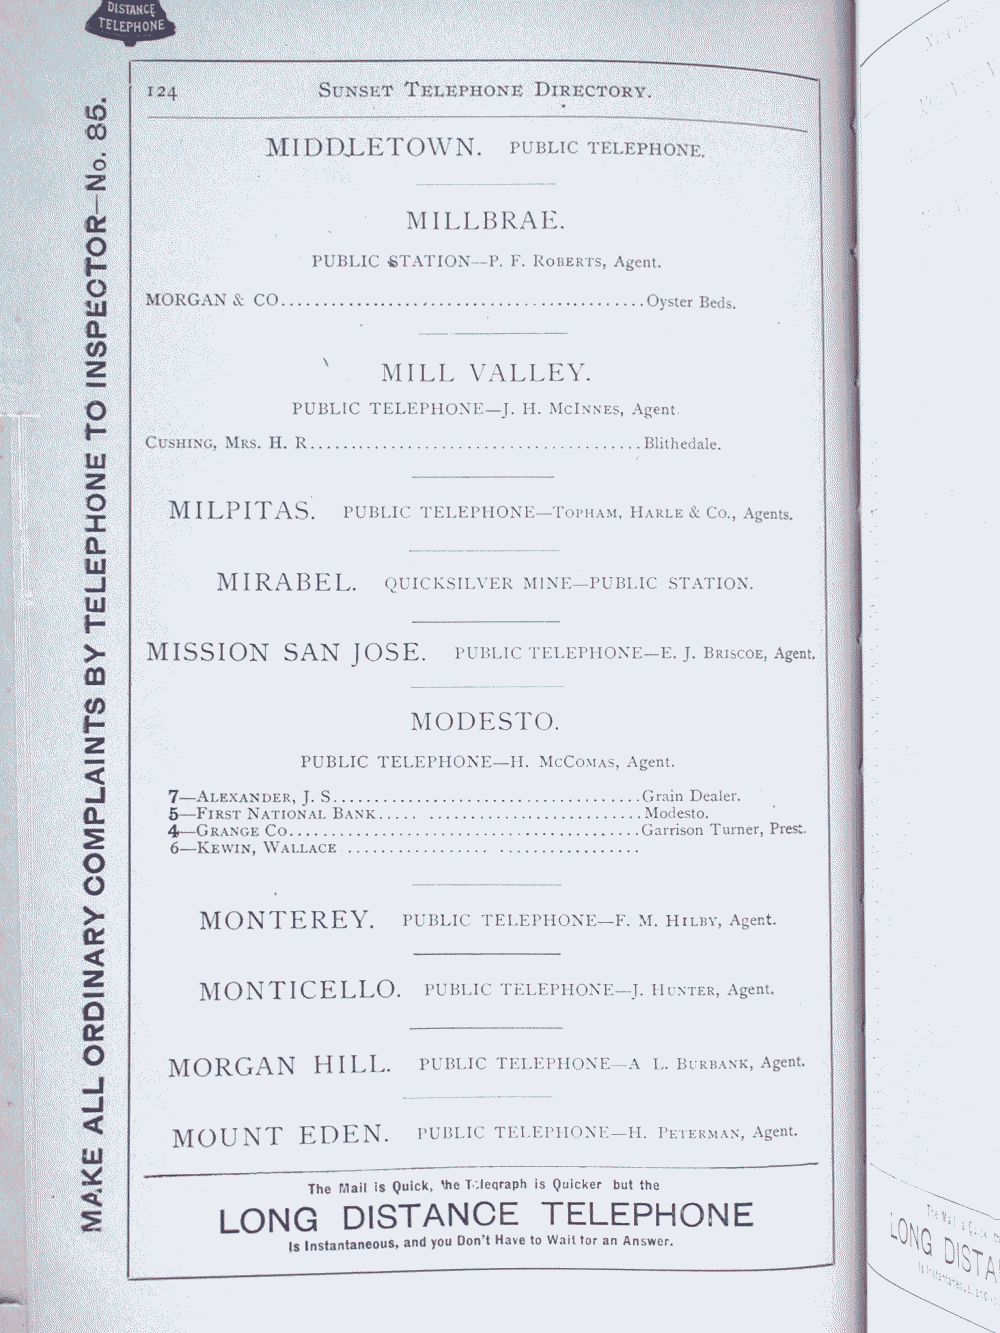 DISTANCE
TELEPHONE
MAKE ALL ORDINARY COMPLAINTS BY TELEPHONE TO INSPECTOR—No. 85.
124 SUNSET TELEPHONE DIRECTORY.
MIDDLETOWN. PUBLIC TELEPHONE.
MILLBRAE.
PUBLIC STATION—P. F. ROBERTS, Agent.
MORGAN & CO............................................Oyster Beds.
MILL VALLEY.
PUBLIC TELEPHONE—J. H. MCINNES, Agent.
CUSHING, MRS. H. R........................................Blithedale.
MILPITAS. PUBLIC TELEPHONE—TOPHAM, HARLE & CO., Agents.
MIRABEL. QUICKSILVER MINE—PUBLIC STATION.
MISSION SAN JOSE. PUBLIC TELEPHONE—E. J. BRISCOE, Agent.
MODESTO.
PUBLIC TELEPHONE—H. MCCOMAS, Agent.
7—ALEXANDER, J. S.....................................Grain Dealer.
5—FIRST NATIONAL BANK..... ..........................Modesto.
4—GRANGE CO..........................................Garrison Turner, Prest.
6—KEWIN, WALLACE ................. .................
MONTEREY. PUBLIC TELEPHONE—F. M. HILBY, Agent.
MONTICELLO. PUBLIC TELEPHONE—J. HUNTER, Agent.
MORGAN HILL. PUBLIC TELEPHONE—A L. BURBANK, Agent.
MOUNT EDEN. PUBLIC TELEPHONE—H. PETERMAN, Agent.
The Mail is Quick, the Telegraph is Quicker but the
LONG DISTANCE TELEPHONE
Is Instantaneous, and you Don't Have to Wait for an Answer.
LONG DISTA